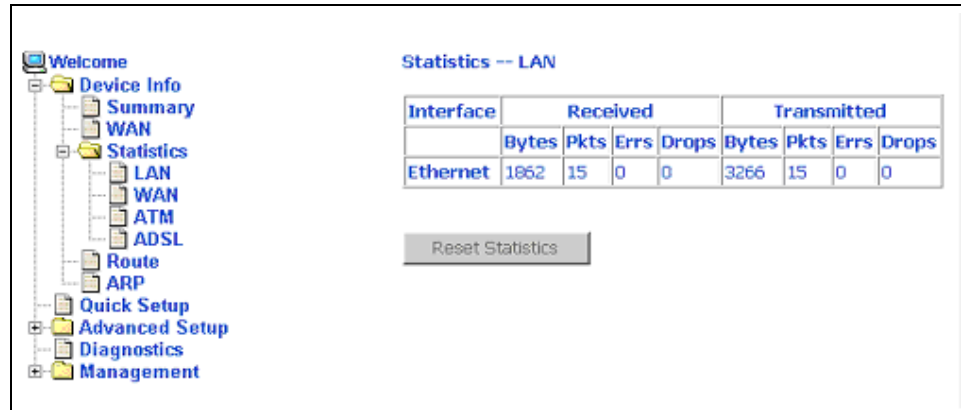 Welcome
Device Info
Summary
WAN
Statistics
LAN
WAN
ATM
ADSL
Route
ARP
Quick Setup
Advanced Setup
Diagnostics
Management
Statistics -- LAN
Interface Received Transmitted
Bytes Pkts Errs Drops Bytes Pkts Errs Drops
Ethernet 1862 15 0 0 3266 15 0 0
Reset Statistics